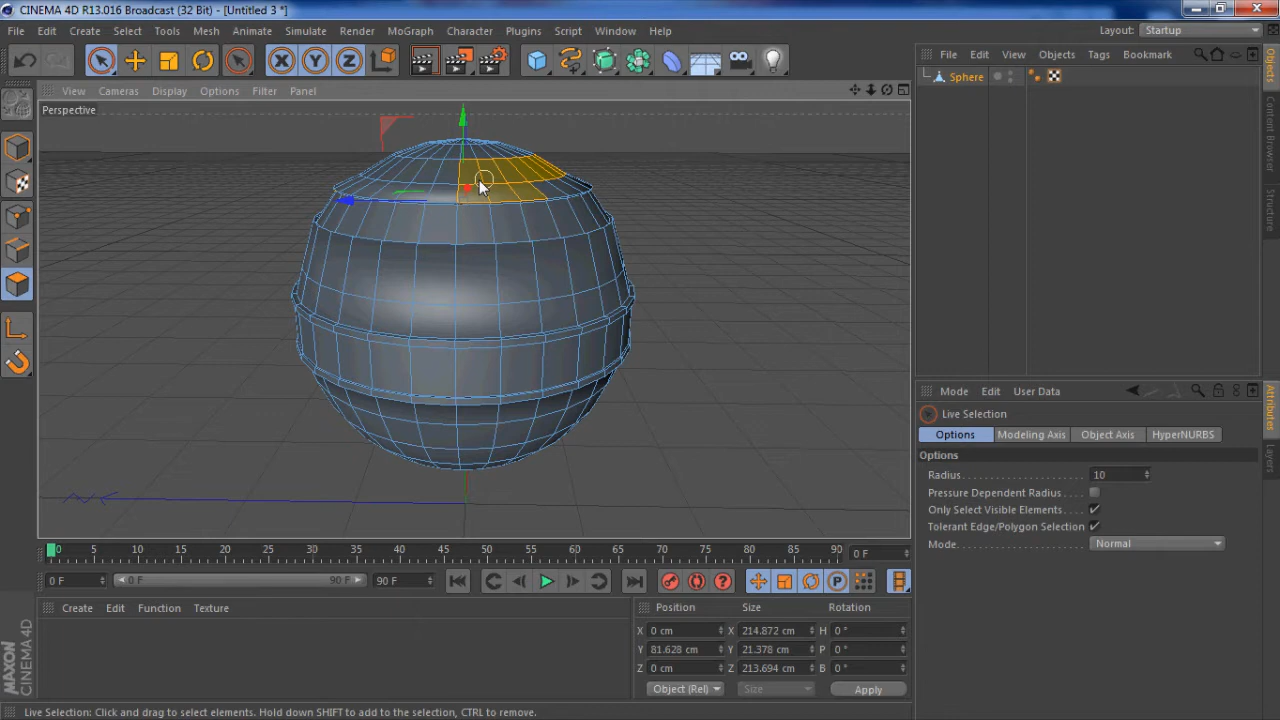 CINEMA 4D R13.016 Broadcast (32 Bit) - [Untitled 3 *]
File Edit Create Select Tools Mesh Animate Simulate Render MoGraph Character Plugins Script Window Help
Layout: Startup
File Edit View Objects Tags Bookmark
View Cameras Display Options Filter Panel
Perspective
Sphere
Objects
Content Browser
Structure
Mode Edit User Data
Live Selection
Options Modeling Axis Object Axis HyperNURBS
Options
Radius 10
Pressure Dependent Radius
Only Select Visible Elements
Tolerant Edge/Polygon Selection
Mode Normal
Attributes
Layers
0 5 10 15 20 25 30 35 40 45 50 55 60 65 70 75 80 85 90 0 F
0 F 0 F 90 F 90 F
Create Edit Function Texture
Position Size Rotation
X 0 cm X 214.872 cm H 0 °
Y 81.628 cm Y 21.378 cm P 0 °
Z 0 cm Z 213.694 cm B 0 °
Object (Rel) Size Apply
MAXON
CINEMA 4D
Live Selection: Click and drag to select elements. Hold down SHIFT to add to the selection, CTRL to remove.